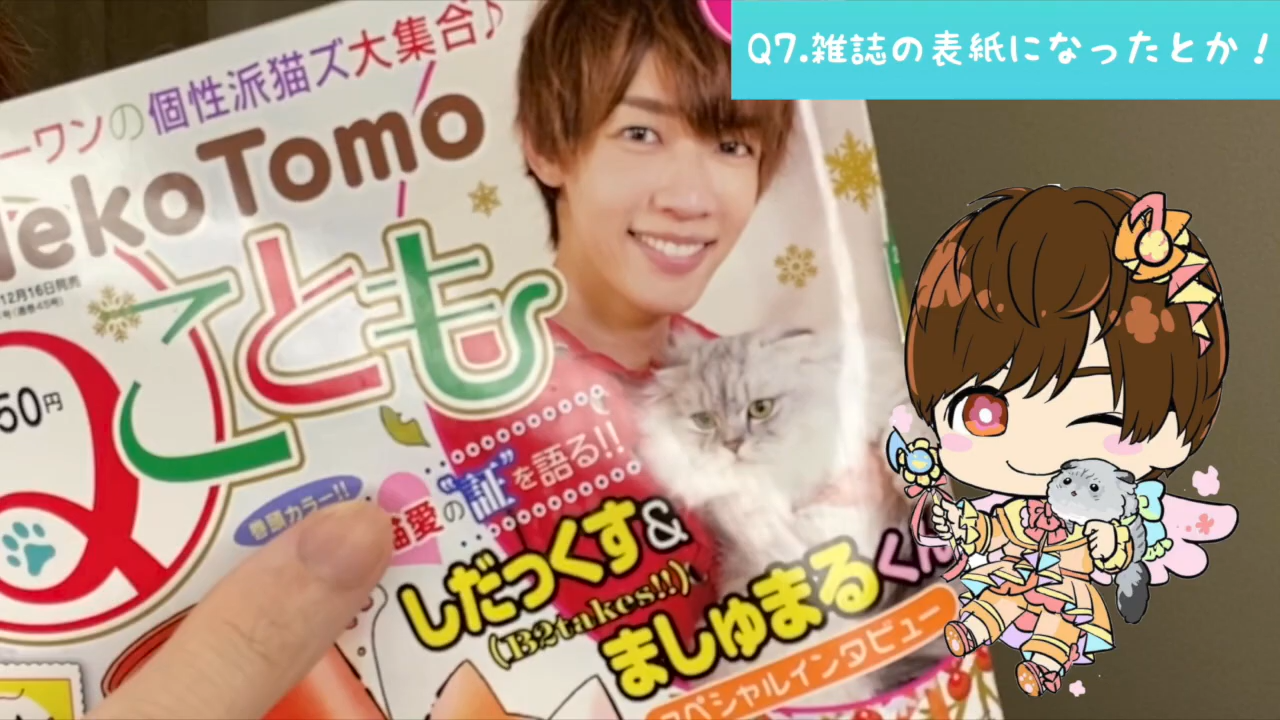 Q7.雑誌の表紙になったとか!
ーワンの個性派猫ズ大集合♪
NekoTomo
12月16日発売
Qことも
50円
巻頭カラー!!
猫愛の“証”を語る!!
しだっくす&
(B2takes!!)
ましゅまるくん
スペシャルインタビュー